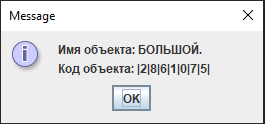 Message
Имя объекта: БОЛЬШОЙ.
Код объекта: |2|8|6|1|0|7|5|
OK